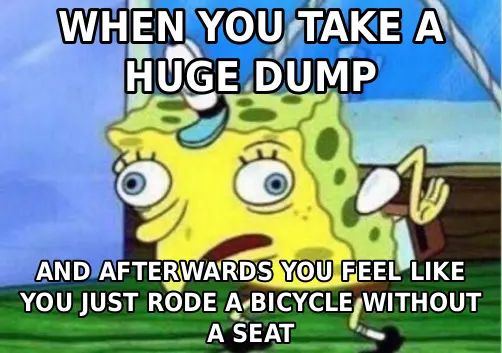 WHEN YOU TAKE A
HUGE DUMP
AND AFTERWARDS YOU FEEL LIKE
YOU JUST RODE A BICYCLE WITHOUT
A SEAT